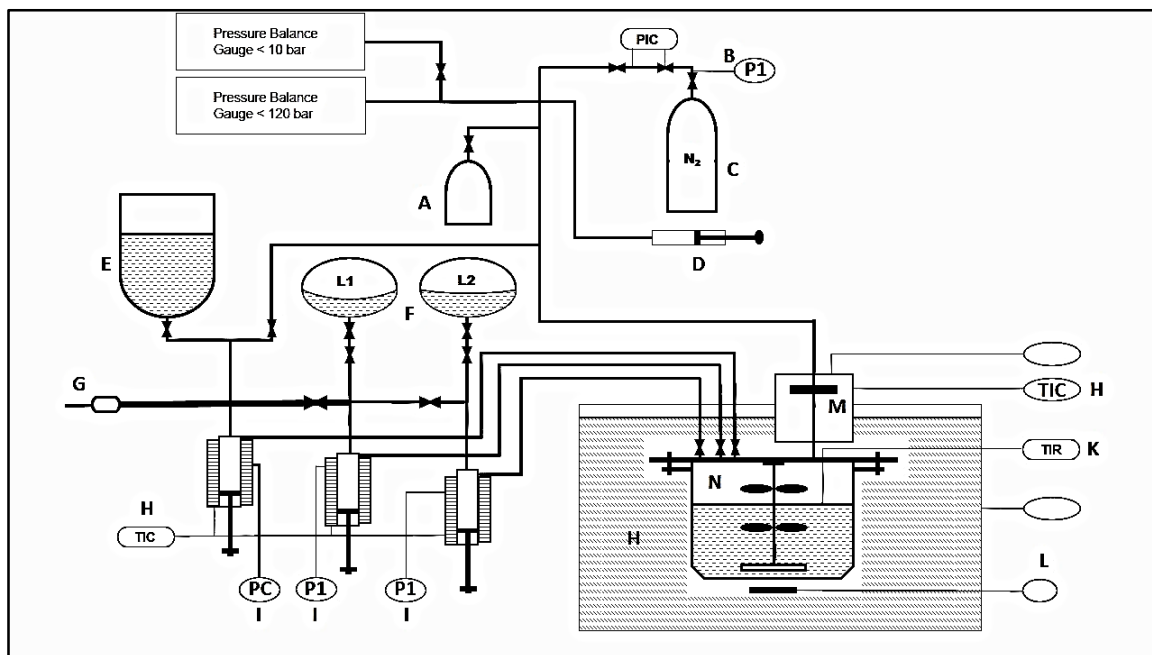 Pressure Balance
Gauge < 10 bar
PIC
B
P1
Pressure Balance
Gauge < 120 bar
N₂
C
A
D
E
L1
L2
F
G
M
TIC
H
TIR
K
N
H
TIC
H
L
PC
P1
P1
I
I
I